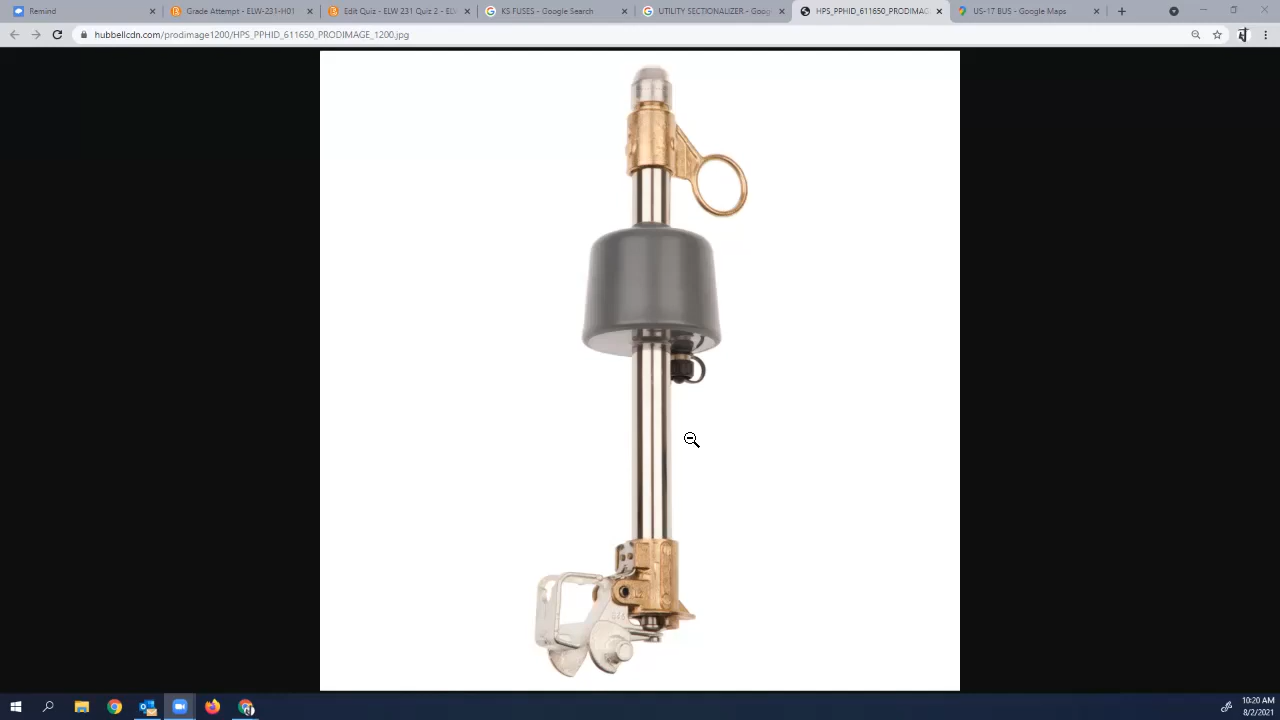 Remind
Grade Attempt - ELW-231-H01
Edit Quiz - ELW 231 Quiz 2 - ELW
KS FUSES - Google Search
UTILITY SECTIONALIZER - Goog
HPS_PPHID_611650_PRODIMAG
US-17 BUS - Google Maps
hubbellcdn.com/prodimage1200/HPS_PPHID_611650_PRODIMAGE_1200.jpg
10:20 AM
8/2/2021